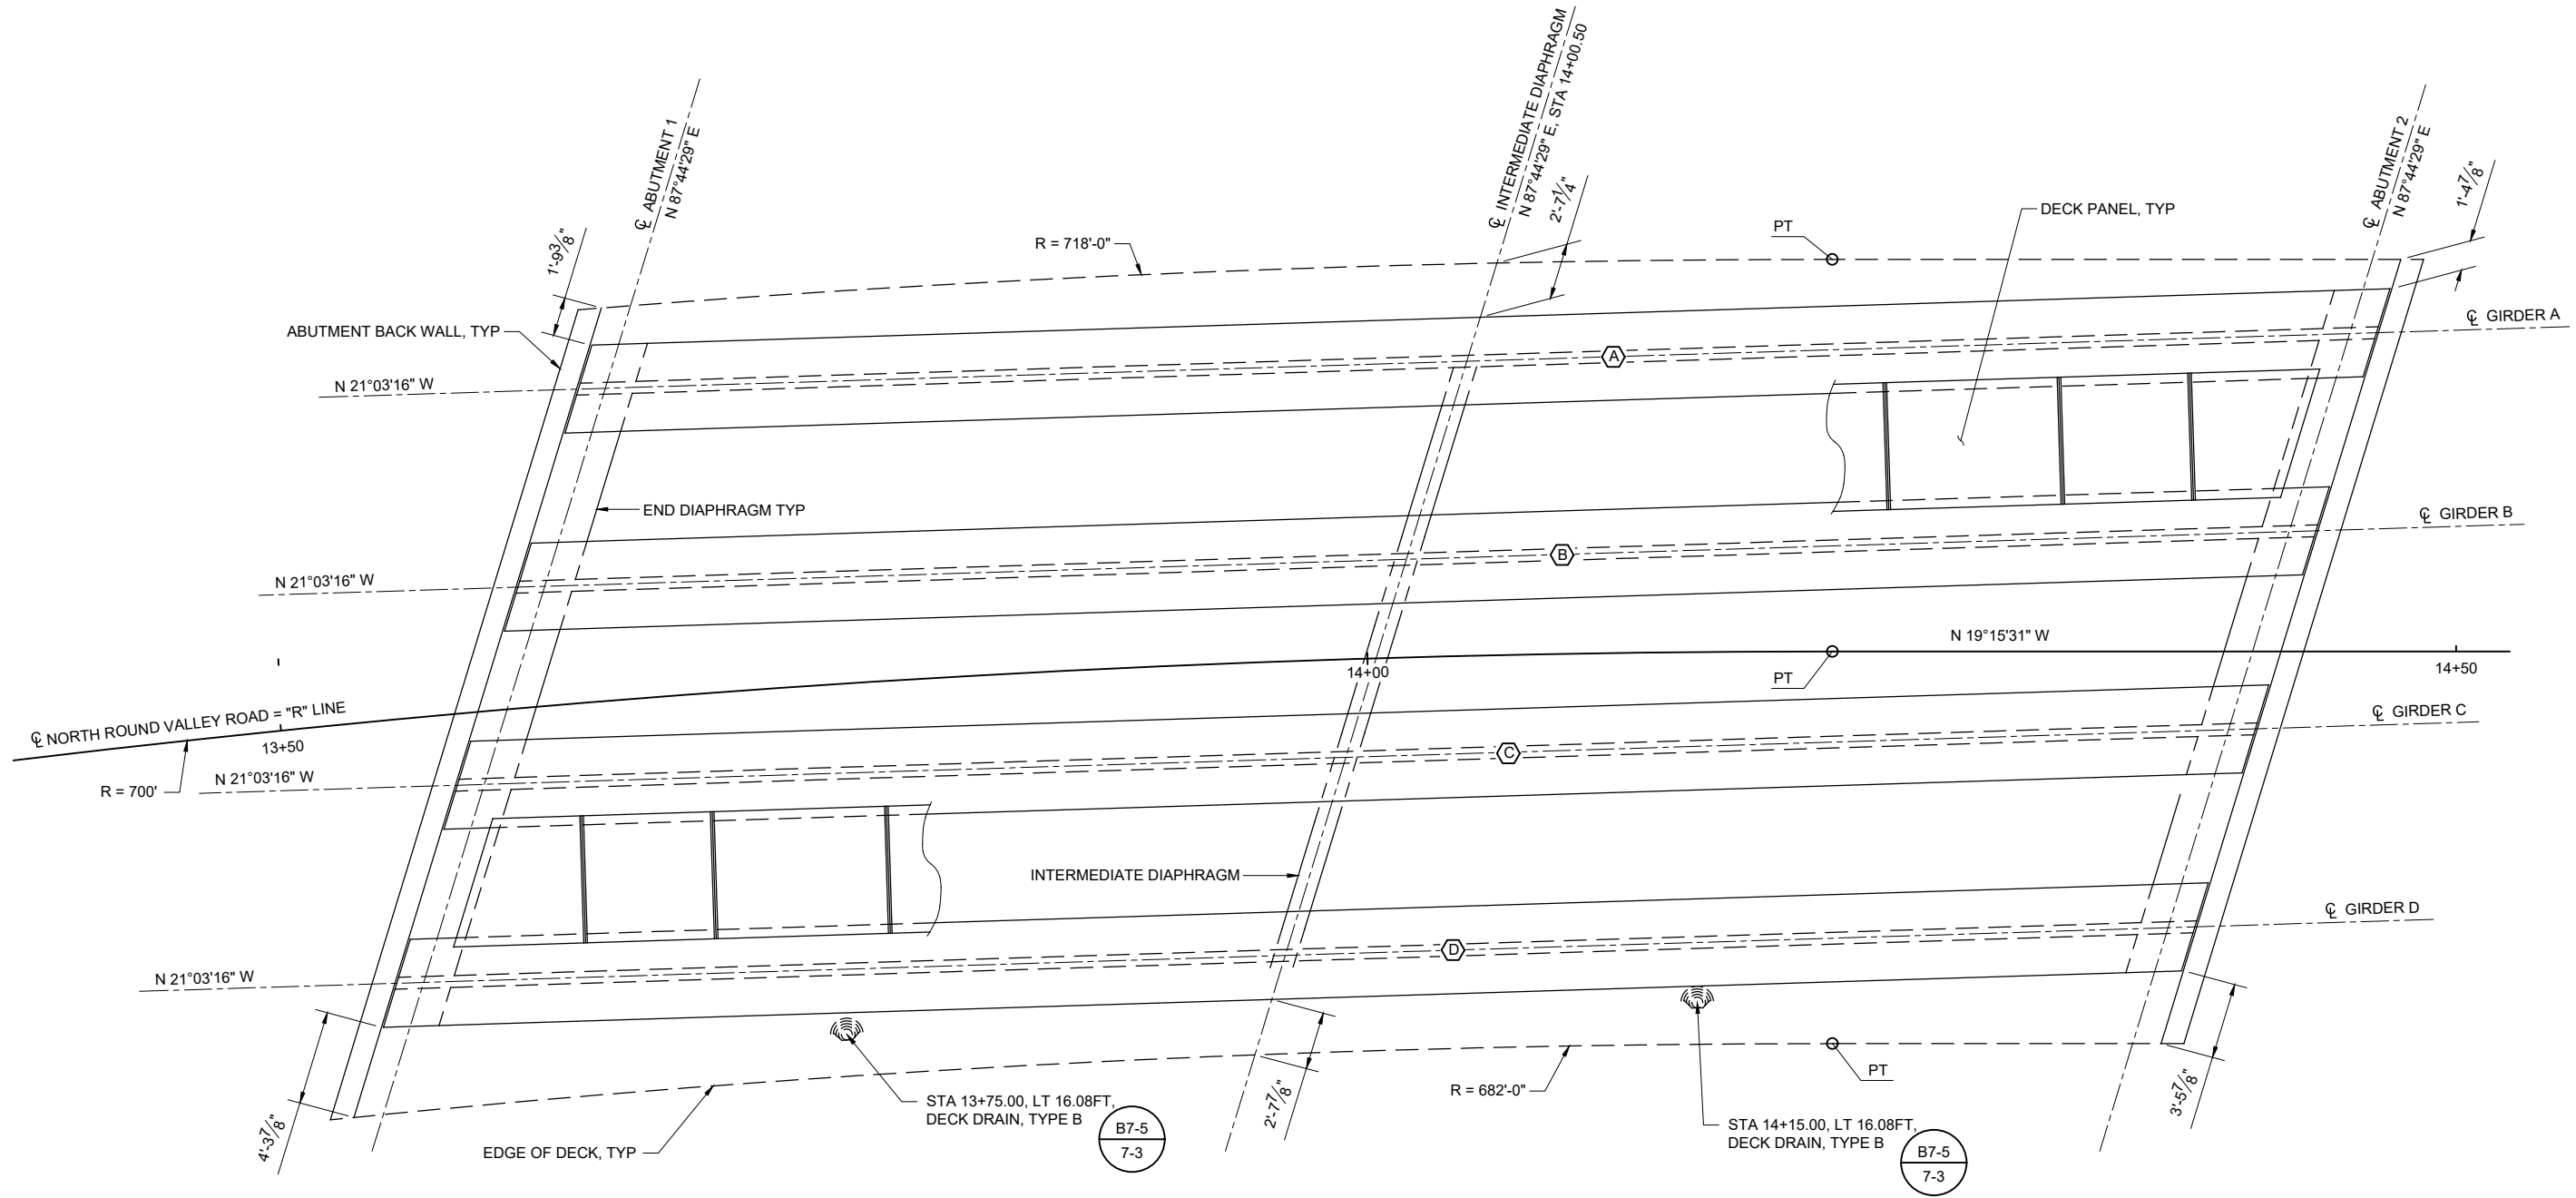 ℄ ABUTMENT 1
N 87°44'29" E
℄ INTERMEDIATE DIAPHRAGM
N 87°44'29" E, STA 14+00.50
℄ ABUTMENT 2
N 87°44'29" E
1'-9 3/8"
2'-7 1/4"
1'-4 7/8"
R = 718'-0"
PT
DECK PANEL, TYP
ABUTMENT BACK WALL, TYP
℄ GIRDER A
N 21°03'16" W
A
END DIAPHRAGM TYP
℄ GIRDER B
N 21°03'16" W
B
N 19°15'31" W
14+00
PT
14+50
℄ NORTH ROUND VALLEY ROAD = "R" LINE
13+50
R = 700'
℄ GIRDER C
N 21°03'16" W
C
INTERMEDIATE DIAPHRAGM
℄ GIRDER D
N 21°03'16" W
D
4'-3 7/8"
2'-7 7/8"
3'-5 7/8"
PT
R = 682'-0"
STA 13+75.00, LT 16.08FT,
DECK DRAIN, TYPE B
B7-5
7-3
STA 14+15.00, LT 16.08FT,
DECK DRAIN, TYPE B
B7-5
7-3
EDGE OF DECK, TYP